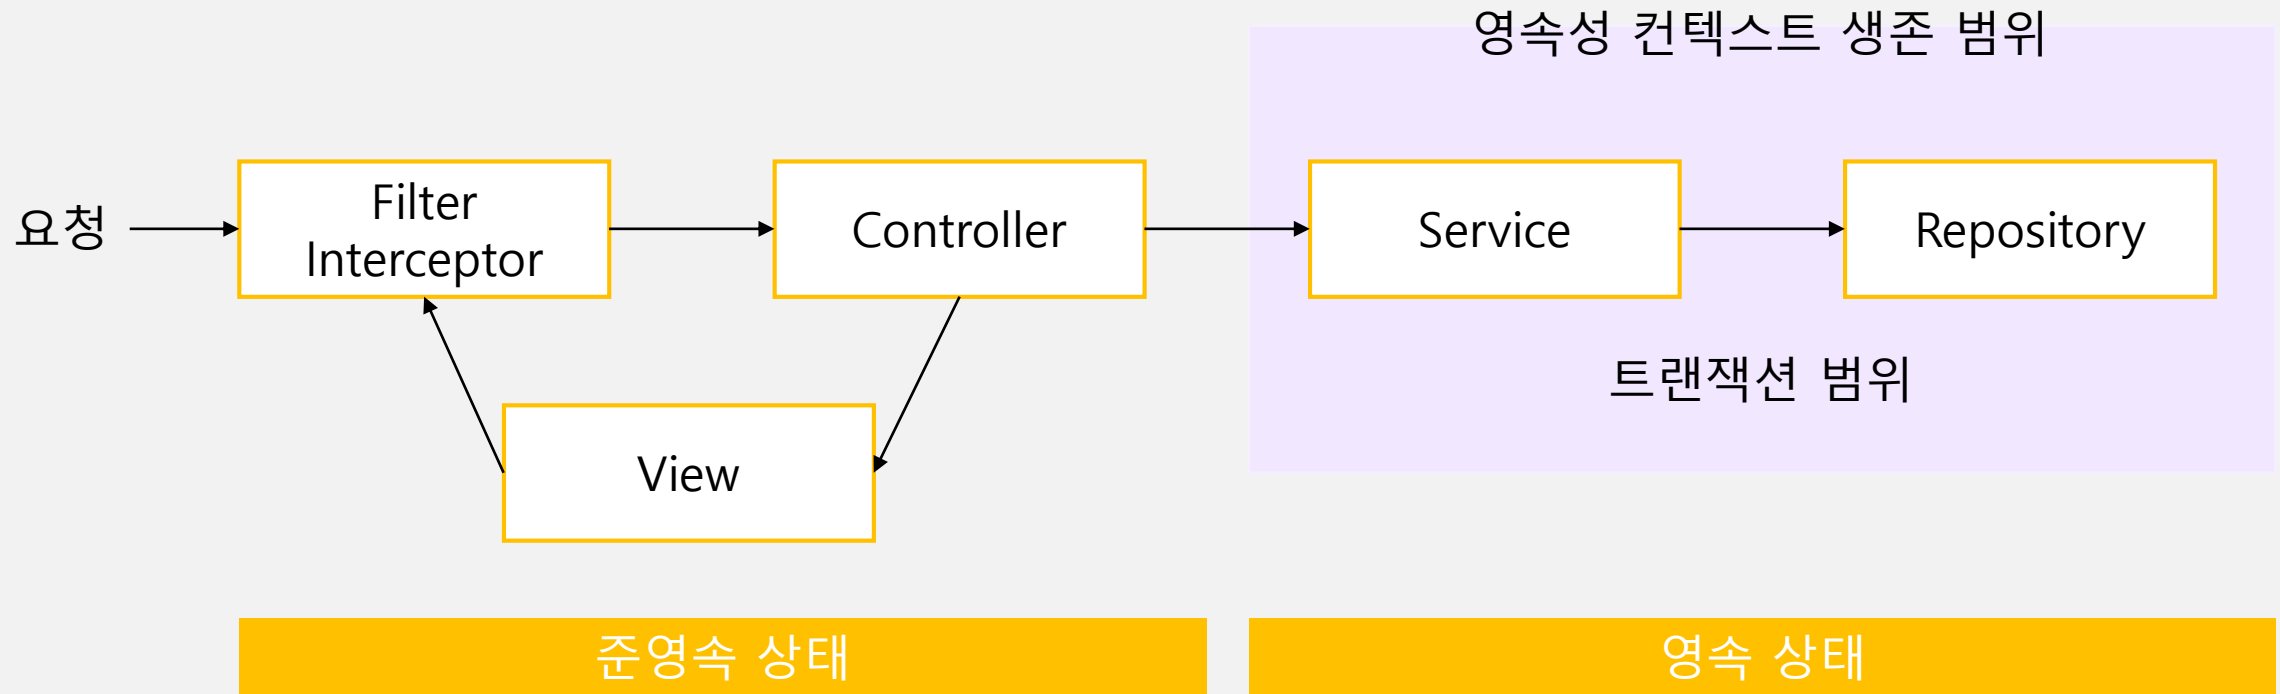 영속성 컨텍스트 생존 범위
요청
Filter
Interceptor
Controller
Service
Repository
트랜잭션 범위
View
준영속 상태
영속 상태